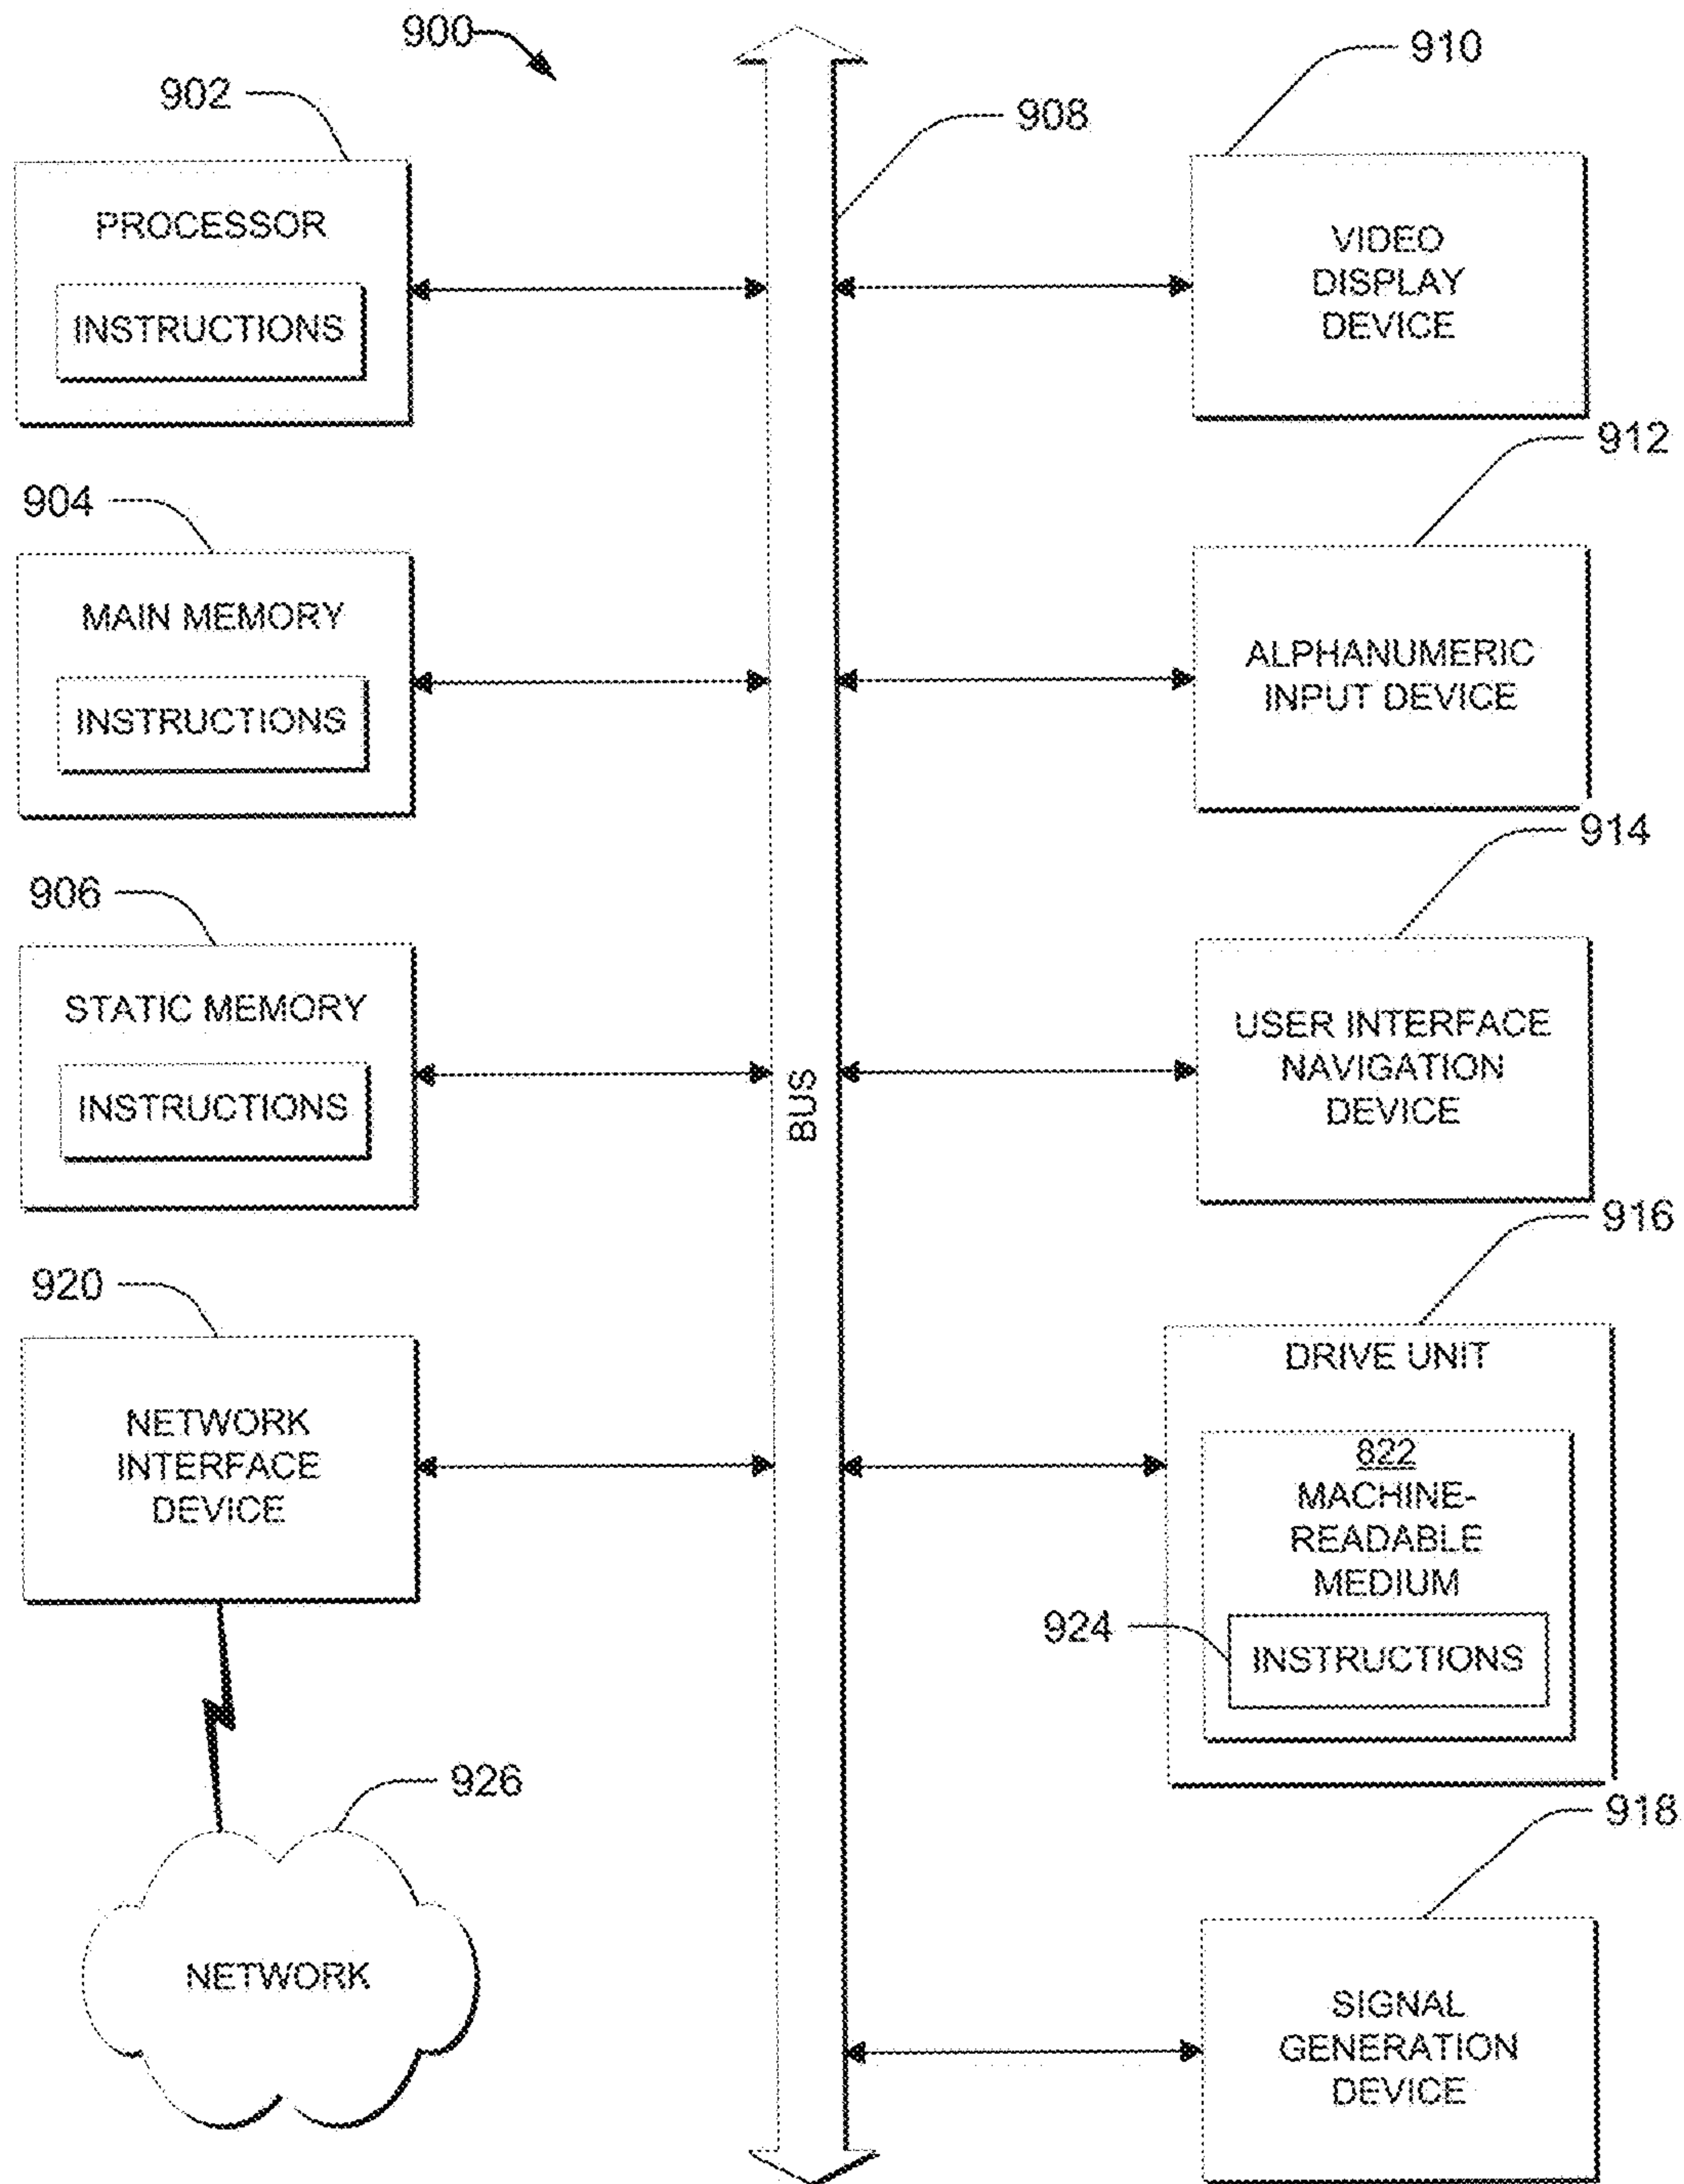 900
902
PROCESSOR
INSTRUCTIONS
904
MAIN MEMORY
INSTRUCTIONS
906
STATIC MEMORY
INSTRUCTIONS
920
NETWORK
INTERFACE
DEVICE
926
NETWORK
908
BUS
910
VIDEO
DISPLAY
DEVICE
912
ALPHANUMERIC
INPUT DEVICE
914
USER INTERFACE
NAVIGATION
DEVICE
916
DRIVE UNIT
822
MACHINE-
READABLE
MEDIUM
924
INSTRUCTIONS
918
SIGNAL
GENERATION
DEVICE